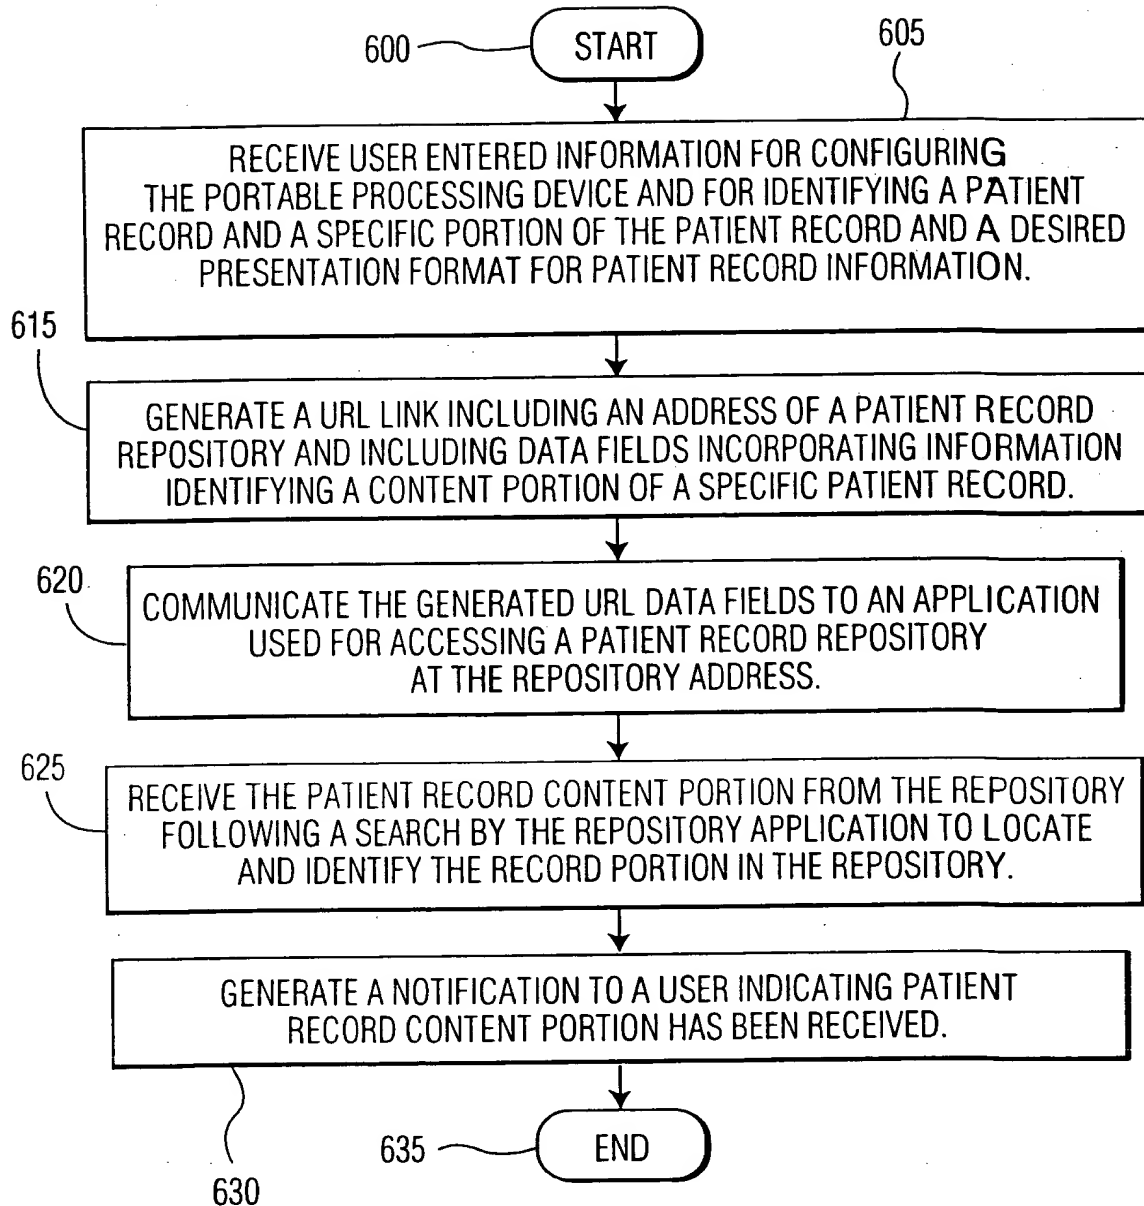 600
START
605
RECEIVE USER ENTERED INFORMATION FOR CONFIGURING
THE PORTABLE PROCESSING DEVICE AND FOR IDENTIFYING A PATIENT
RECORD AND A SPECIFIC PORTION OF THE PATIENT RECORD AND A DESIRED
PRESENTATION FORMAT FOR PATIENT RECORD INFORMATION.
615
GENERATE A URL LINK INCLUDING AN ADDRESS OF A PATIENT RECORD
REPOSITORY AND INCLUDING DATA FIELDS INCORPORATING INFORMATION
IDENTIFYING A CONTENT PORTION OF A SPECIFIC PATIENT RECORD.
620
COMMUNICATE THE GENERATED URL DATA FIELDS TO AN APPLICATION
USED FOR ACCESSING A PATIENT RECORD REPOSITORY
AT THE REPOSITORY ADDRESS.
625
RECEIVE THE PATIENT RECORD CONTENT PORTION FROM THE REPOSITORY
FOLLOWING A SEARCH BY THE REPOSITORY APPLICATION TO LOCATE
AND IDENTIFY THE RECORD PORTION IN THE REPOSITORY.
GENERATE A NOTIFICATION TO A USER INDICATING PATIENT
RECORD CONTENT PORTION HAS BEEN RECEIVED.
630
635
END